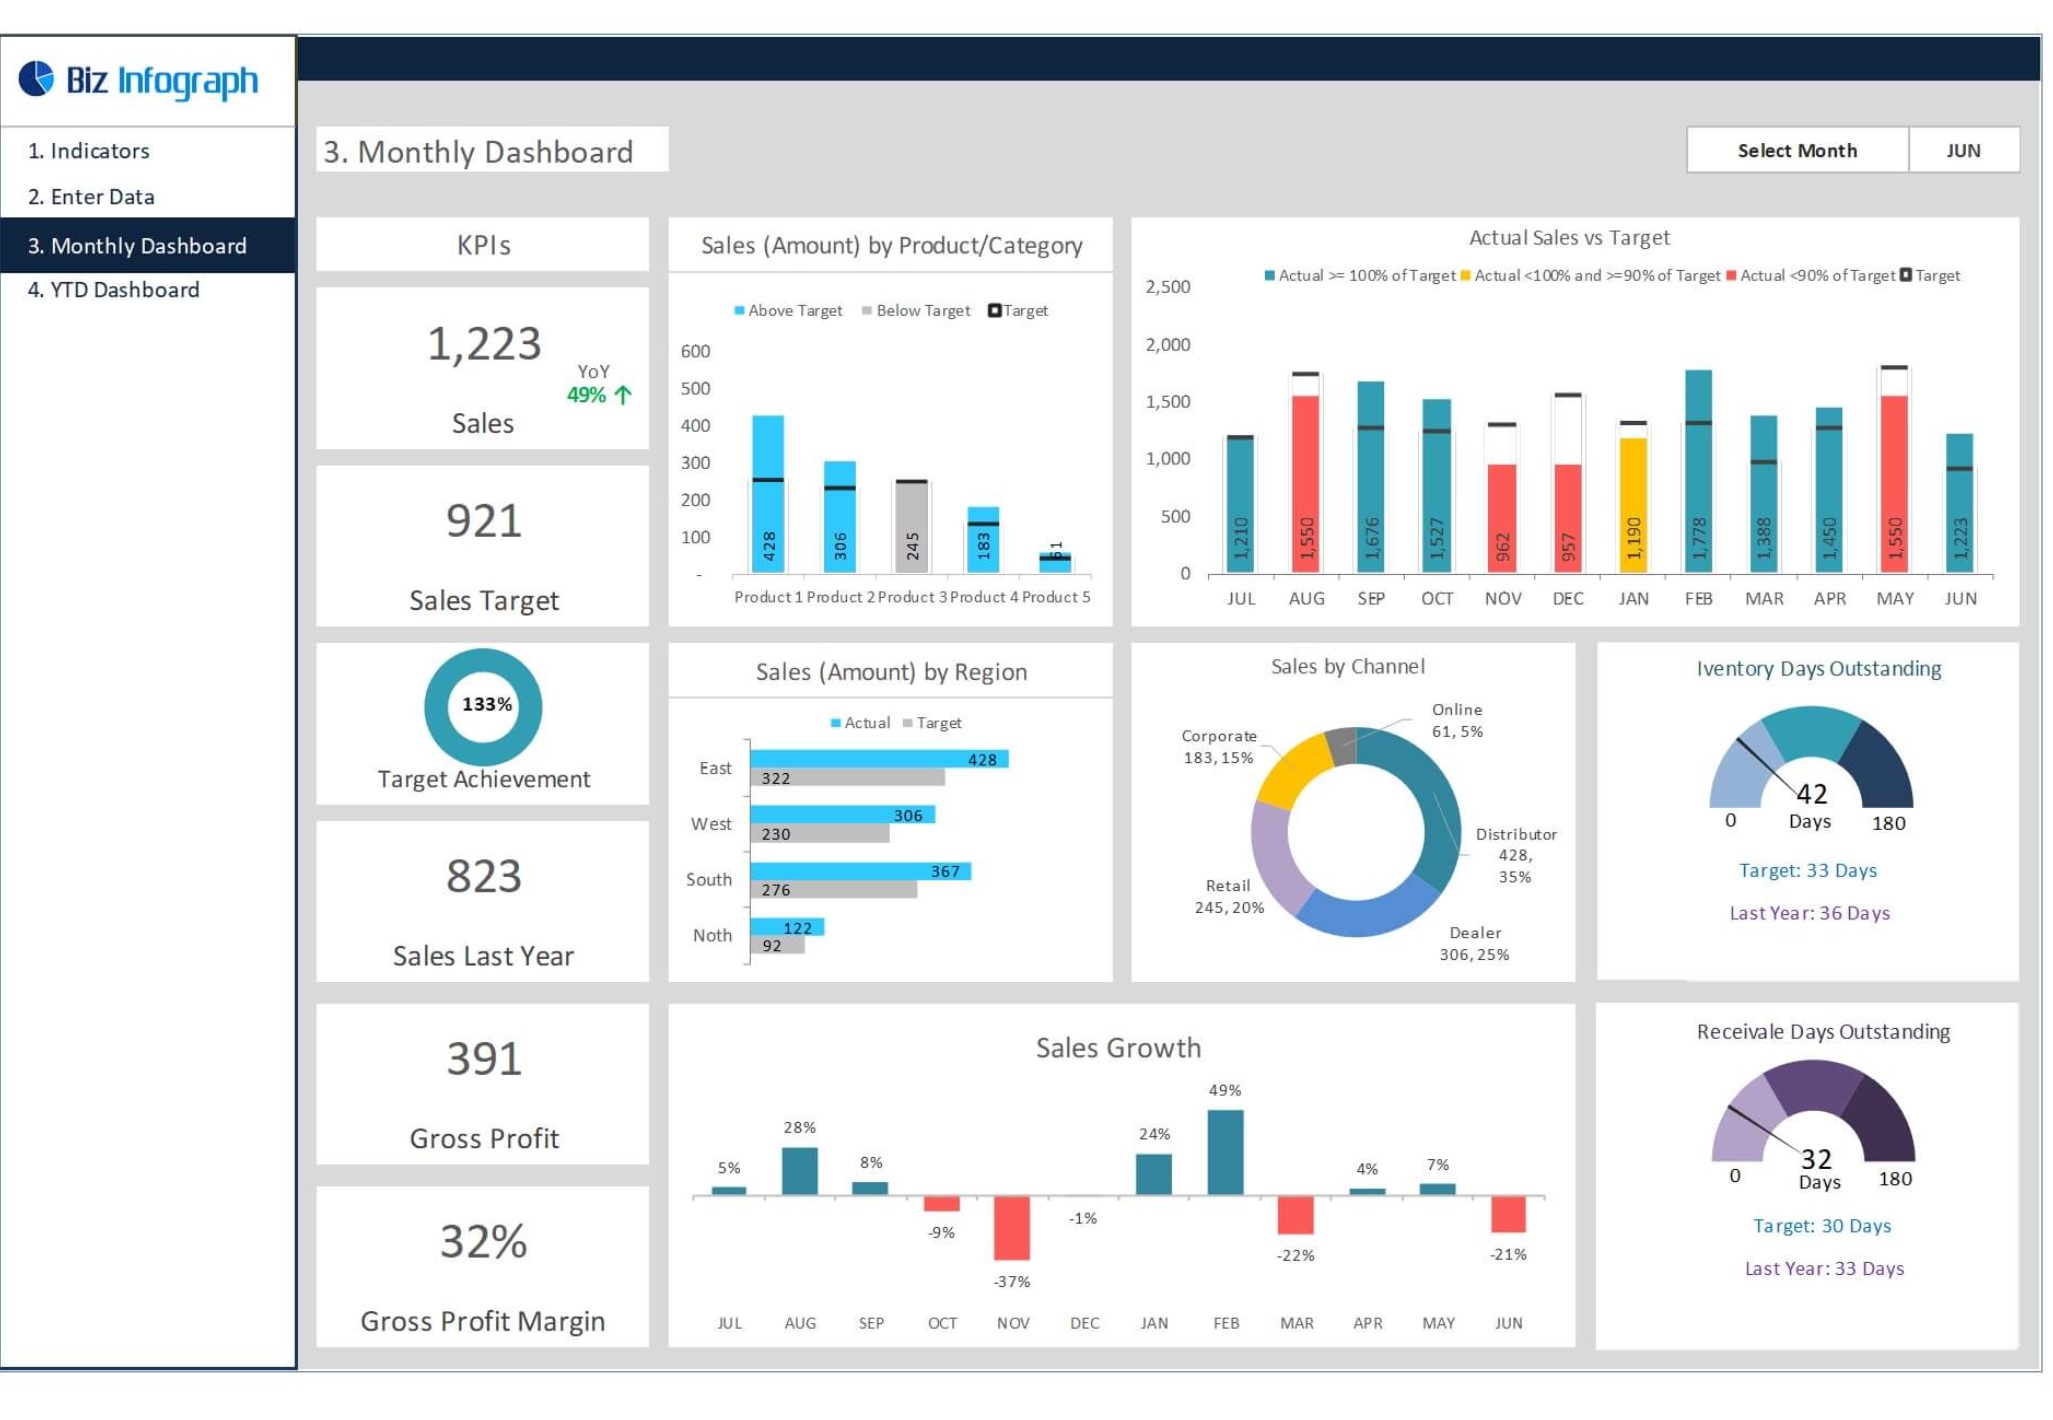 Biz Infograph
1. Indicators
2. Enter Data
3. Monthly Dashboard
4. YTD Dashboard
3. Monthly Dashboard
Select Month
JUN
KPIs
1,223
YoY
49% ↑
Sales
921
Sales Target
133%
Target Achievement
823
Sales Last Year
391
Gross Profit
32%
Gross Profit Margin
Sales (Amount) by Product/Category
Above Target Below Target Target
600
500
400
300
200
100
-
428
306
245
183
61
Product 1 Product 2 Product 3 Product 4 Product 5
Actual Sales vs Target
Actual >= 100% of Target Actual <100% and >=90% of Target Actual <90% of Target Target
2,500
2,000
1,500
1,000
500
0
1,210
1,550
1,676
1,527
962
957
1,190
1,778
1,388
1,450
1,550
1,223
JUL AUG SEP OCT NOV DEC JAN FEB MAR APR MAY JUN
Sales (Amount) by Region
Actual Target
East
428
322
West
306
230
South
367
276
Noth
122
92
Sales by Channel
Online
61, 5%
Corporate
183, 15%
Distributor
428,
35%
Retail
245, 20%
Dealer
306, 25%
Iventory Days Outstanding
42
Days
0
180
Target: 33 Days
Last Year: 36 Days
Sales Growth
5%
28%
8%
-9%
-37%
-1%
24%
49%
-22%
4%
7%
-21%
JUL AUG SEP OCT NOV DEC JAN FEB MAR APR MAY JUN
Receivale Days Outstanding
32
Days
0
180
Target: 30 Days
Last Year: 33 Days